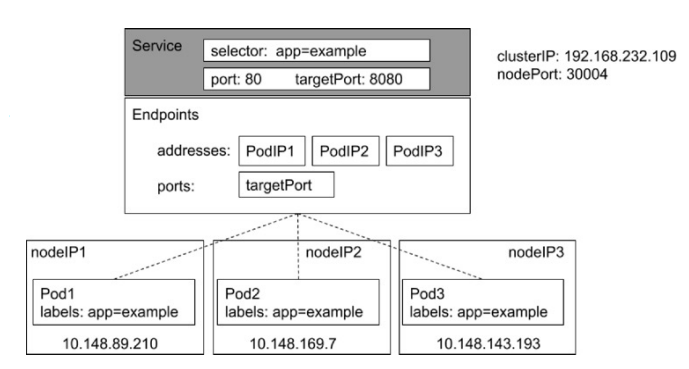 Service
selector: app=example
port: 80 targetPort: 8080
clusterIP: 192.168.232.109
nodePort: 30004
Endpoints
addresses: PodIP1 PodIP2 PodIP3
ports: targetPort
nodeIP1
Pod1
labels: app=example
10.148.89.210
nodeIP2
Pod2
labels: app=example
10.148.169.7
nodeIP3
Pod3
labels: app=example
10.148.143.193